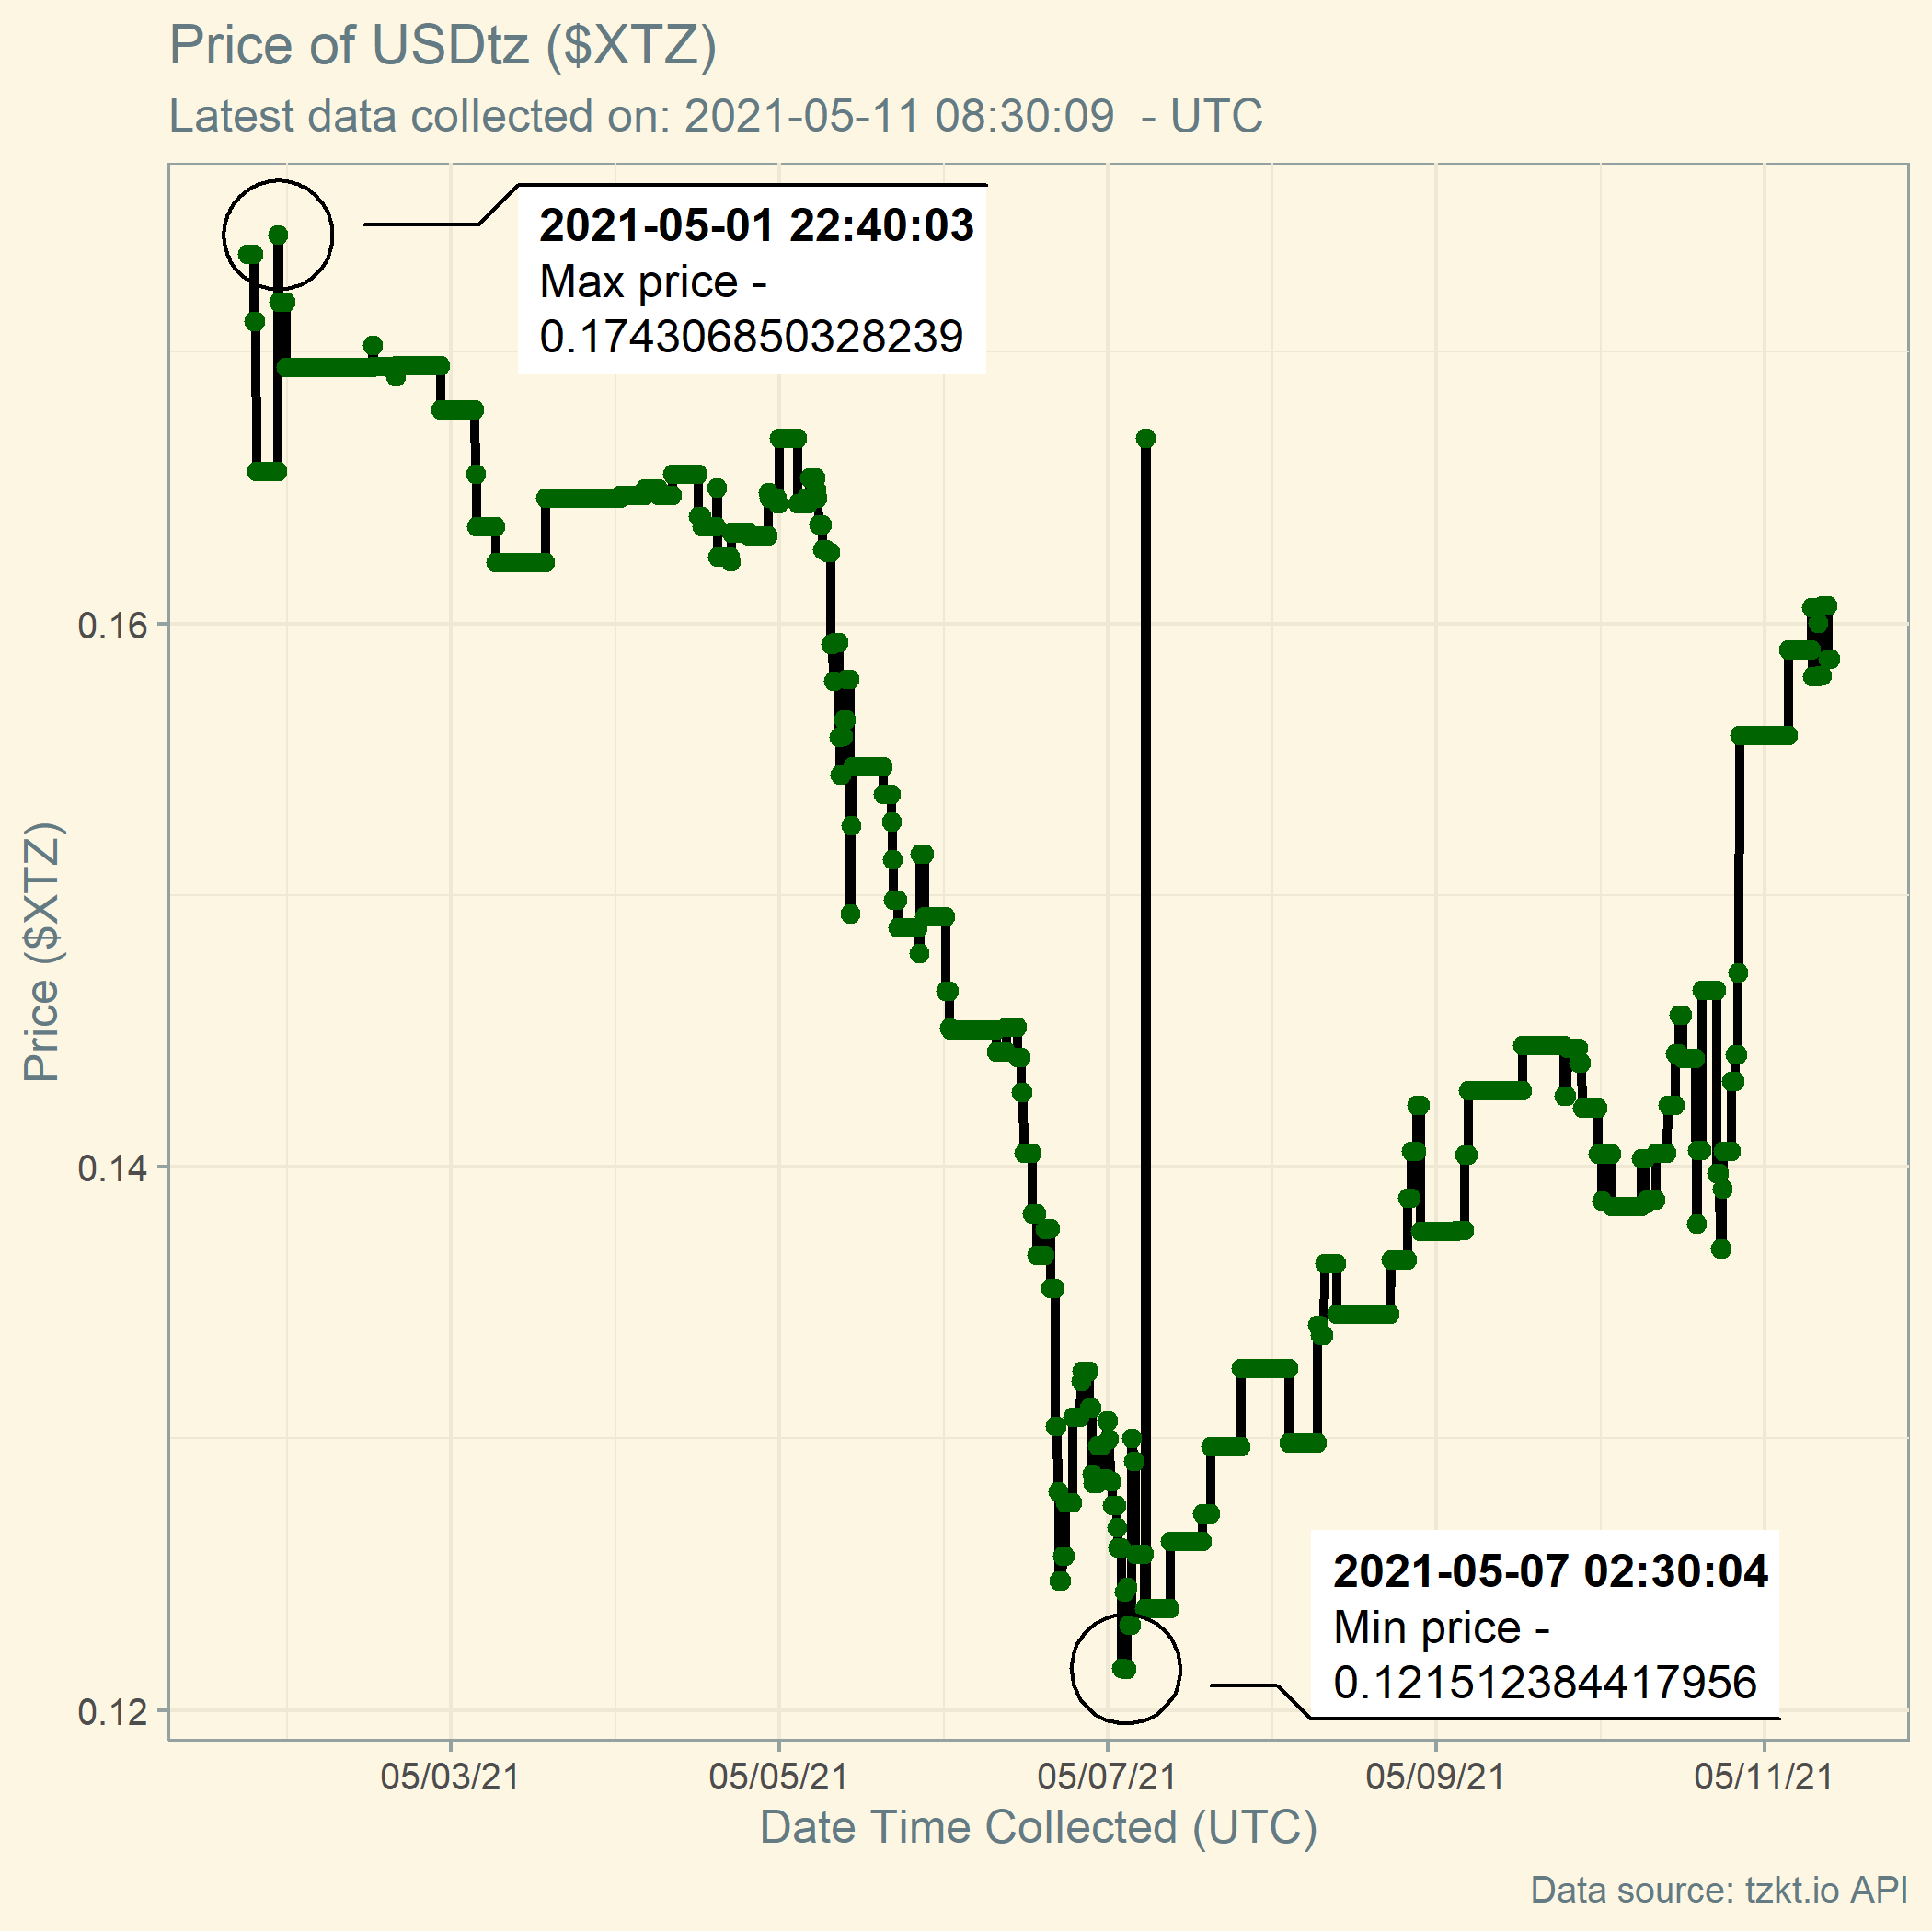 Price of USDtz ($XTZ)
Latest data collected on: 2021-05-11 08:30:09  - UTC
2021-05-01 22:40:03
Max price -
0.174306850328239
0.16
0.14
0.12
Price ($XTZ)
2021-05-07 02:30:04
Min price -
0.121512384417956
05/03/21
05/05/21
05/07/21
05/09/21
05/11/21
Date Time Collected (UTC)
Data source: tzkt.io API